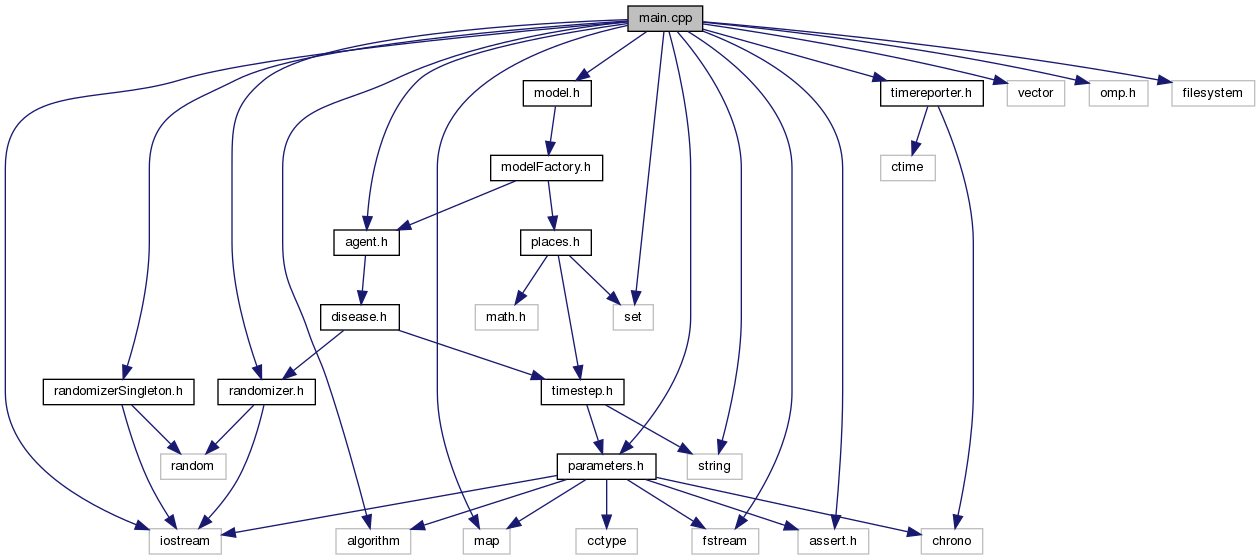 main.cpp
model.h
timereporter.h
vector
omp.h
filesystem
modelFactory.h
ctime
agent.h
places.h
disease.h
math.h
set
randomizerSingleton.h
randomizer.h
timestep.h
random
parameters.h
string
iostream
algorithm
map
cctype
fstream
assert.h
chrono